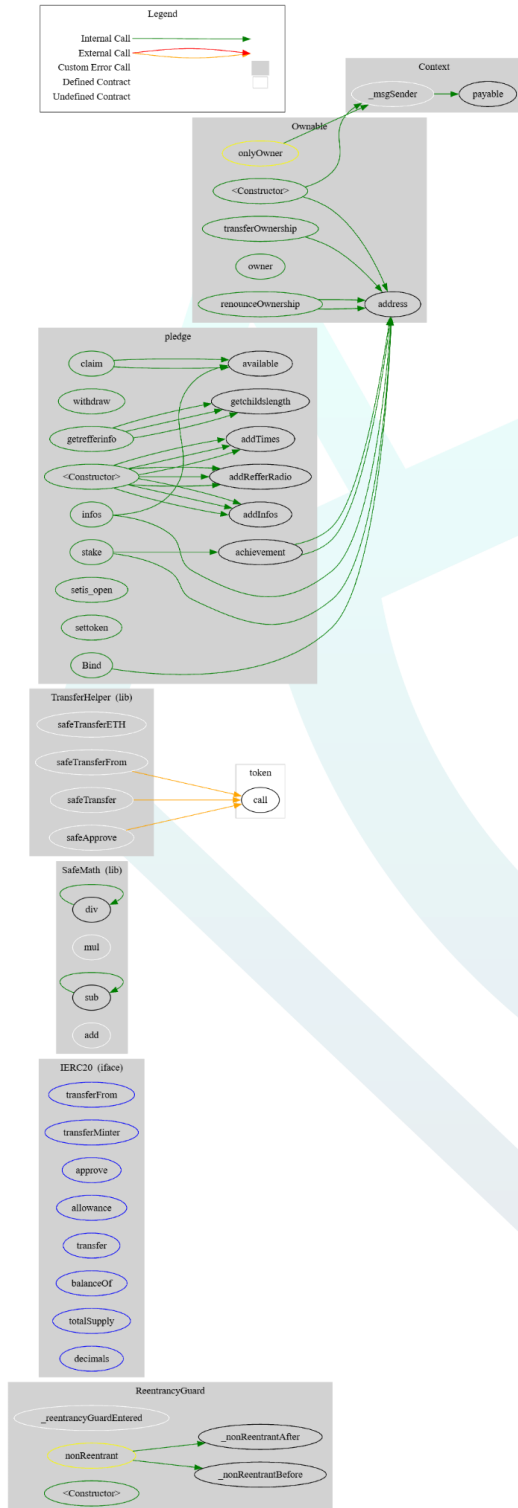 Legend
Internal Call
External Call
Custom Error Call
Defined Contract
Undefined Contract
Context
_msgSender
payable
Ownable
onlyOwner
<Constructor>
transferOwnership
owner
renounceOwnership
address
pledge
claim
available
withdraw
getchildslength
getrefferinfo
addTimes
<Constructor>
addRefferRadio
infos
addInfos
stake
achievement
setis_open
settoken
Bind
TransferHelper (lib)
safeTransferETH
safeTransferFrom
safeTransfer
safeApprove
token
call
SafeMath (lib)
div
mul
sub
add
IERC20 (iface)
transferFrom
transferMinter
approve
allowance
transfer
balanceOf
totalSupply
decimals
ReentrancyGuard
_reentrancyGuardEntered
nonReentrant
_nonReentrantAfter
_nonReentrantBefore
<Constructor>